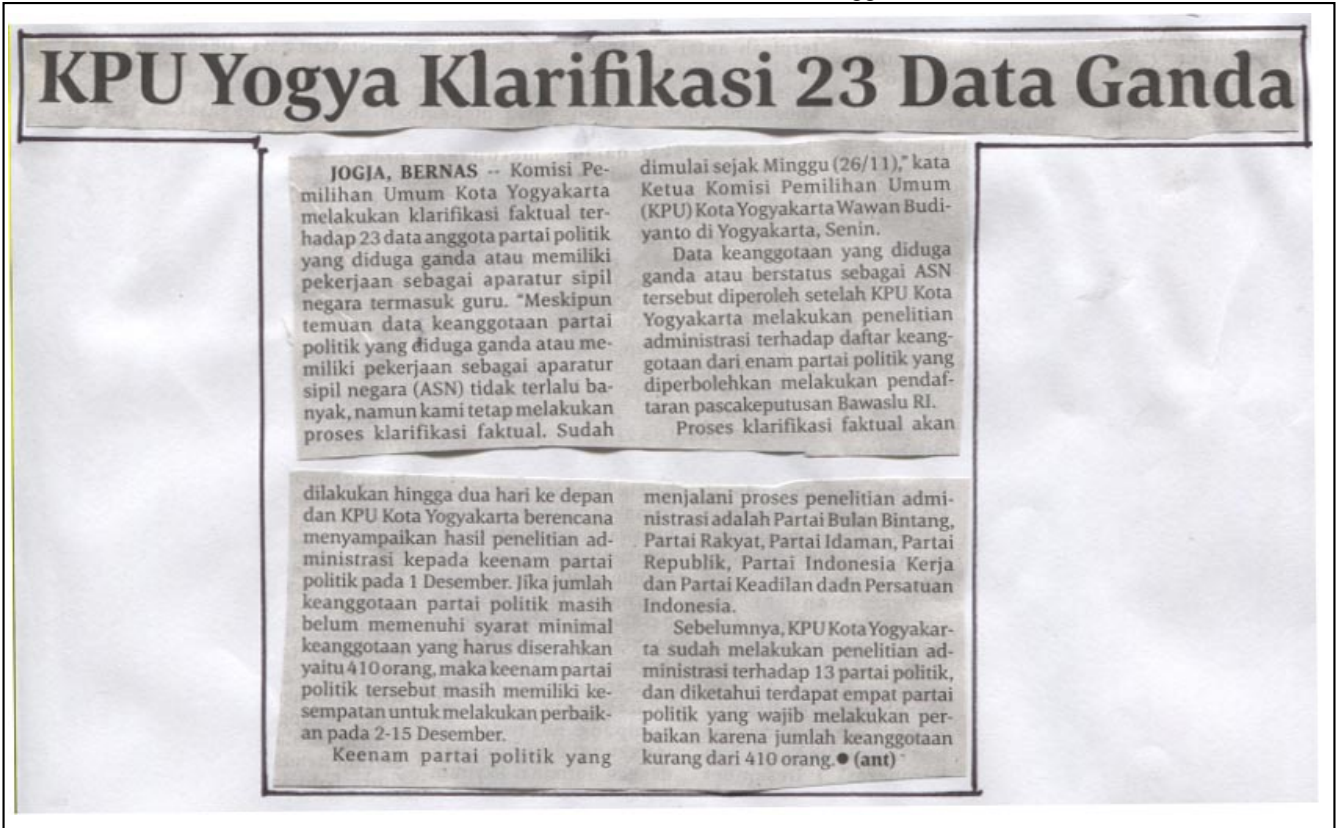 KPU Yogya Klarifikasi 23 Data Ganda
JOGJA, BERNAS -- Komisi Pe-
milihan Umum Kota Yogyakarta
melakukan klarifikasi faktual ter-
hadap 23 data anggota partai politik
yang diduga ganda atau memiliki
pekerjaan sebagai aparatur sipil
negara termasuk guru. "Meskipun
temuan data keanggotaan partai
politik yang diduga ganda atau me-
miliki pekerjaan sebagai aparatur
sipil negara (ASN) tidak terlalu ba-
nyak, namun kami tetap melakukan
proses klarifikasi faktual. Sudah
dimulai sejak Minggu (26/11)," kata
Ketua Komisi Pemilihan Umum
(KPU) Kota Yogyakarta Wawan Budi-
yanto di Yogyakarta, Senin.
Data keanggotaan yang diduga
ganda atau berstatus sebagai ASN
tersebut diperoleh setelah KPU Kota
Yogyakarta melakukan penelitian
administrasi terhadap daftar keang-
gotaan dari enam partai politik yang
diperbolehkan melakukan pendaf-
taran pascakeputusan Bawaslu RI.
Proses klarifikasi faktual akan
dilakukan hingga dua hari ke depan
dan KPU Kota Yogyakarta berencana
menyampaikan hasil penelitian ad-
ministrasi kepada keenam partai
politik pada 1 Desember. Jika jumlah
keanggotaan partai politik masih
belum memenuhi syarat minimal
keanggotaan yang harus diserahkan
yaitu 410 orang, maka keenam partai
politik tersebut masih memiliki ke-
sempatan untuk melakukan perbaik-
an pada 2-15 Desember.
Keenam partai politik yang
menjalani proses penelitian admi-
nistrasi adalah Partai Bulan Bintang,
Partai Rakyat, Partai Idaman, Partai
Republik, Partai Indonesia Kerja
dan Partai Keadilan dadn Persatuan
Indonesia.
Sebelumnya, KPU Kota Yogyakar-
ta sudah melakukan penelitian ad-
ministrasi terhadap 13 partai politik,
dan diketahui terdapat empat partai
politik yang wajib melakukan per-
baikan karena jumlah keanggotaan
kurang dari 410 orang.● (ant)